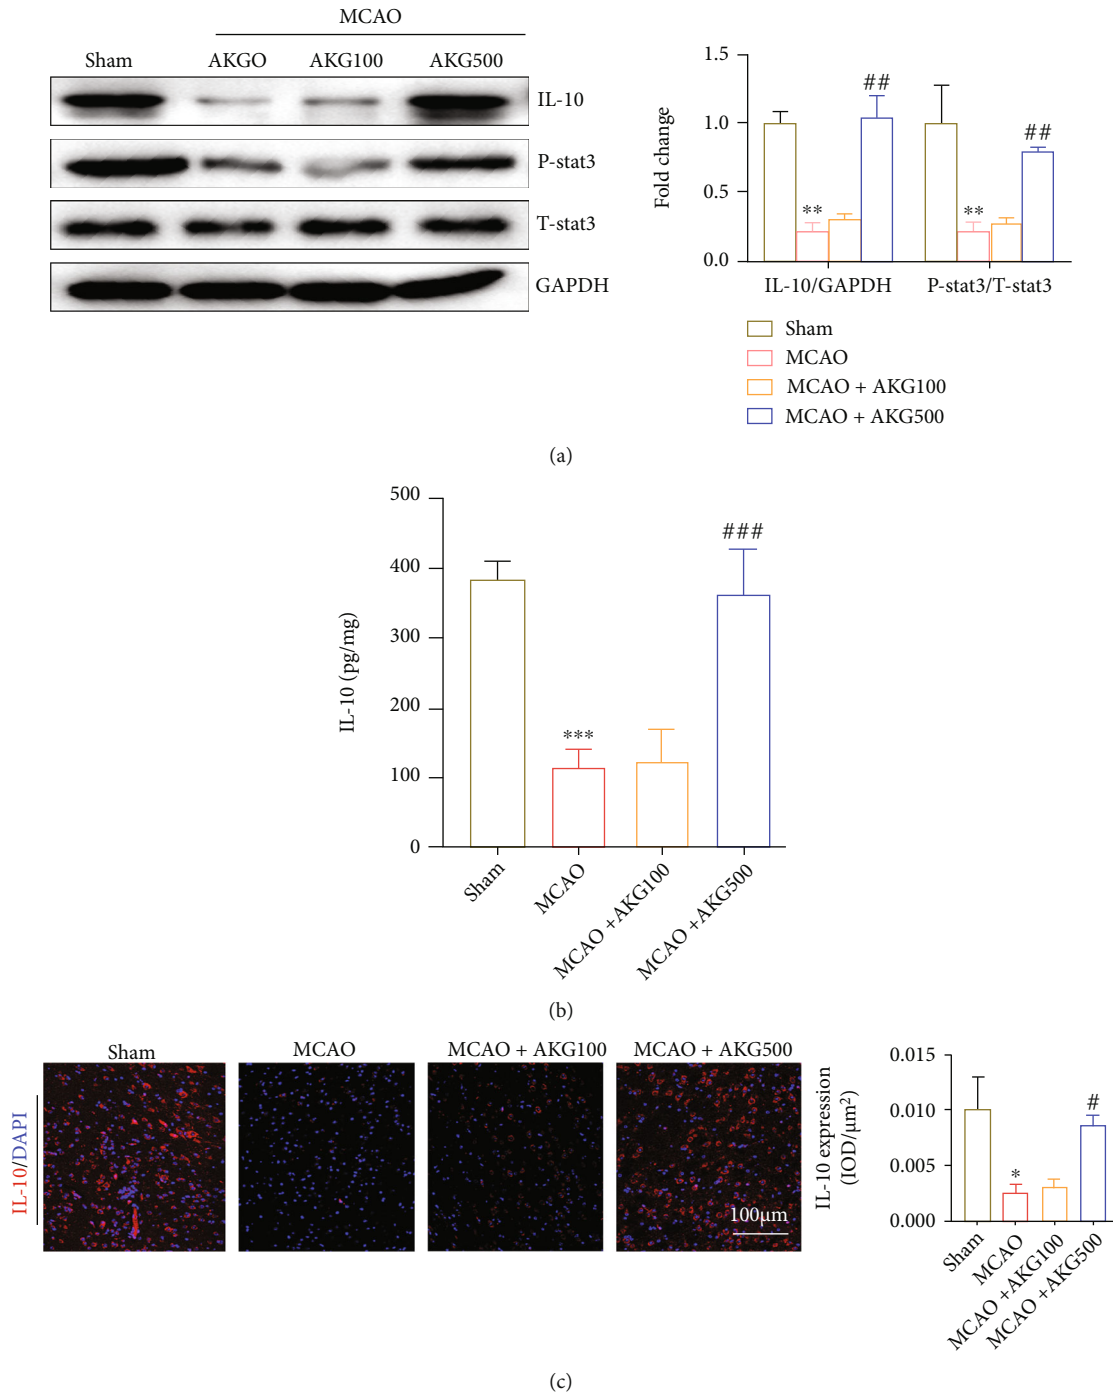 MCAO
Sham AKGO AKG100 AKG500
IL-10
P-stat3
T-stat3
GAPDH
Fold change
1.5
1.0
0.5
0.0
## ##
** **
IL-10/GAPDH P-stat3/T-stat3
Sham
MCAO
MCAO + AKG100
MCAO + AKG500
(a)
IL-10 (pg/mg)
500
400
300
200
100
0
###
***
Sham
MCAO
MCAO +AKG100
MCAO +AKG500
(b)
IL-10/DAPI
Sham MCAO MCAO + AKG100 MCAO + AKG500
100μm
IL-10 expression
(IOD/μm²)
0.015
0.010
0.005
0.000
#
*
Sham
MCAO
MCAO +AKG100
MCAO +AKG500
(c)